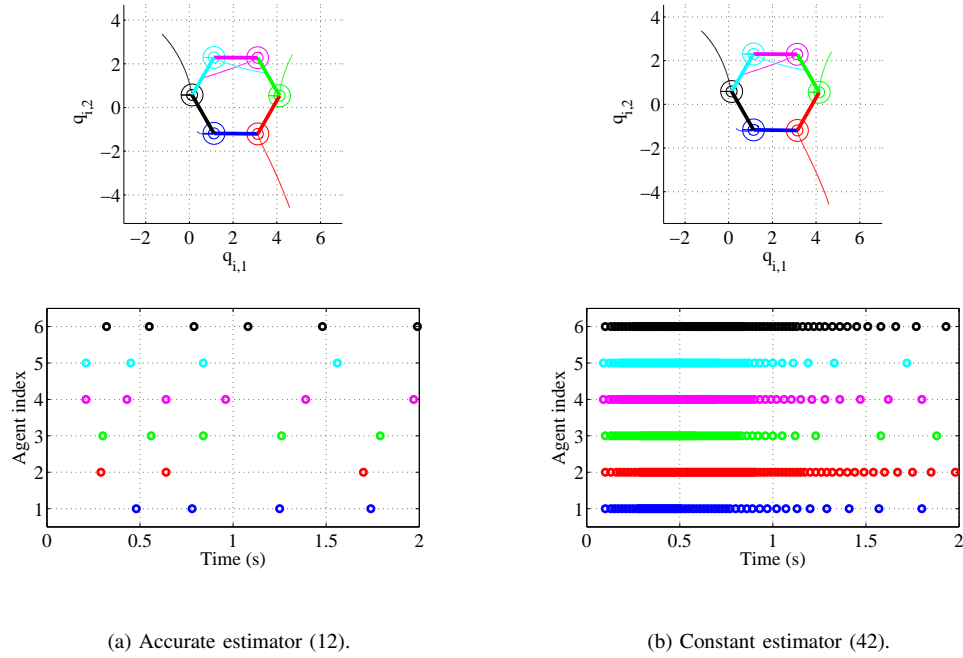 4
2
0
−2
−4
q_{i,2}
−2 0 2 4 6
q_{i,1}
4
2
0
−2
−4
q_{i,2}
−2 0 2 4 6
q_{i,1}
6
5
4
3
2
1
Agent index
0.5 1 1.5 2
Time (s)
6
5
4
3
2
1
Agent index
0.5 1 1.5 2
Time (s)
(a) Accurate estimator (12).
(b) Constant estimator (42).